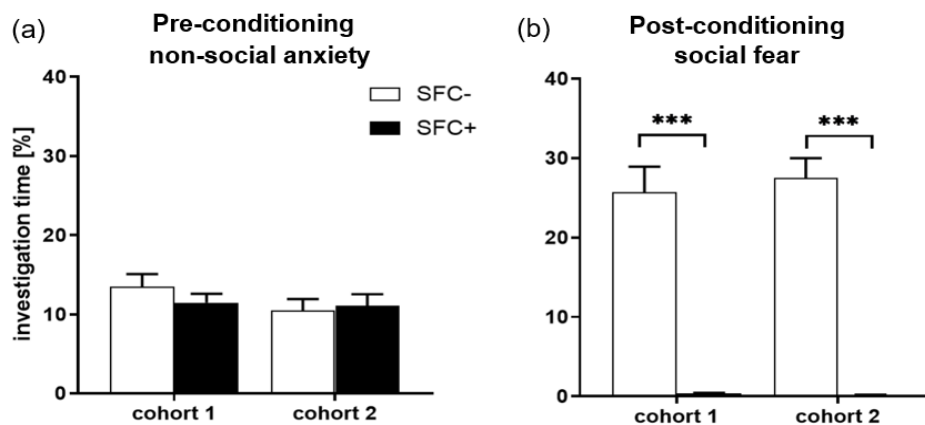 (a)
Pre-conditioning
non-social anxiety
investigation time [%]
40
30
20
10
0
SFC-
SFC+
cohort 1
cohort 2
(b)
Post-conditioning
social fear
40
30
20
10
0
***
***
cohort 1
cohort 2